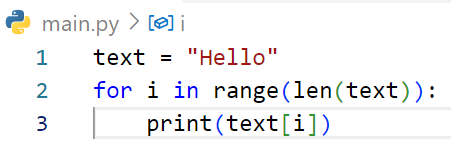 main.py > i
1 text = "Hello"
2 for i in range(len(text)):
3     print(text[i])